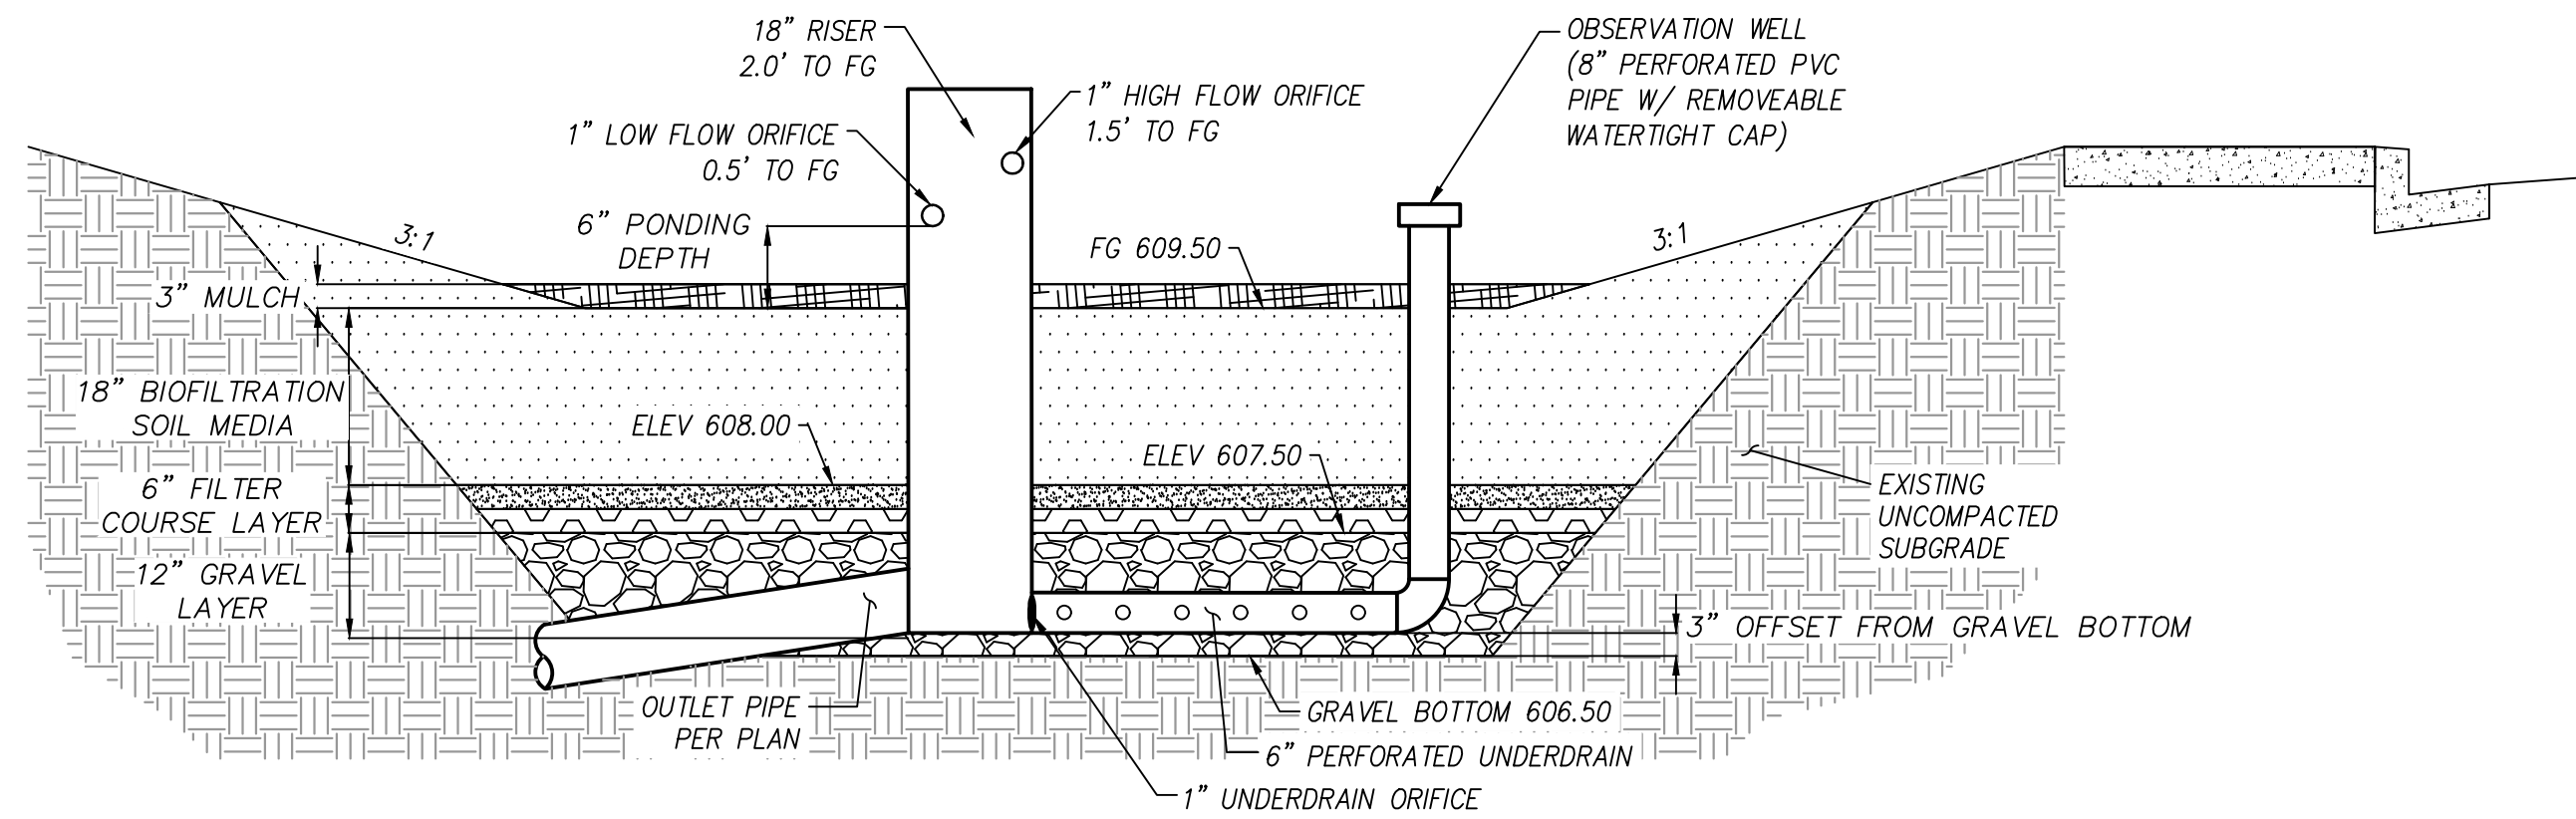 18” RISER
2.0’ TO FG
1” HIGH FLOW ORIFICE
1.5’ TO FG
OBSERVATION WELL
(8” PERFORATED PVC
PIPE W/ REMOVEABLE
WATERTIGHT CAP)
1” LOW FLOW ORIFICE
0.5’ TO FG
6” PONDING
DEPTH
3:1
FG 609.50
3:1
3” MULCH
18” BIOFILTRATION
SOIL MEDIA
ELEV 608.00
ELEV 607.50
6” FILTER
COURSE LAYER
EXISTING
UNCOMPACTED
SUBGRADE
12” GRAVEL
LAYER
3” OFFSET FROM GRAVEL BOTTOM
OUTLET PIPE
PER PLAN
GRAVEL BOTTOM 606.50
6” PERFORATED UNDERDRAIN
1” UNDERDRAIN ORIFICE